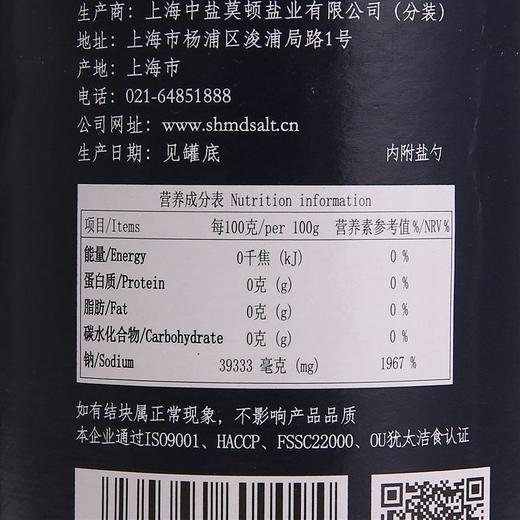 生产商：上海中盐莫顿盐业有限公司（分装）
地址：上海市杨浦区浚浦局路1号
产地：上海市
电话：021-64851888
公司网址：www.shmdsalt.cn
生产日期：见罐底 内附盐勺
营养成分表 Nutrition information
项目/Items 每100克/per 100g 营养素参考值%/NRV%
能量/Energy 0千焦 (kJ) 0 %
蛋白质/Protein 0克 (g) 0 %
脂肪/Fat 0克 (g) 0 %
碳水化合物/Carbohydrate 0克 (g) 0 %
钠/Sodium 39333 毫克 (mg) 1967 %
如有结块属正常现象，不影响产品品质
本企业通过ISO9001、HACCP、FSSC22000、OU犹太洁食认证